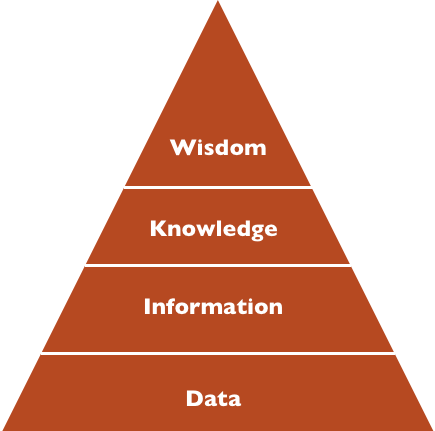 Wisdom
Knowledge
Information
Data